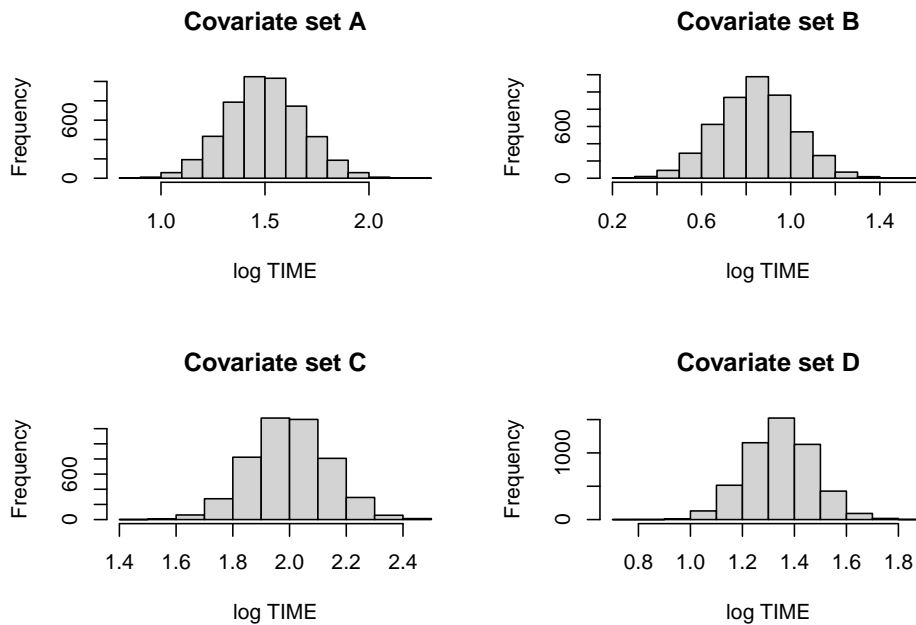 Covariate set A
Frequency
0 600
1.0 1.5 2.0
log TIME
Covariate set B
Frequency
0 600
0.2 0.6 1.0 1.4
log TIME
Covariate set C
Frequency
0 600
1.4 1.6 1.8 2.0 2.2 2.4
log TIME
Covariate set D
Frequency
0 1000
0.8 1.0 1.2 1.4 1.6 1.8
log TIME